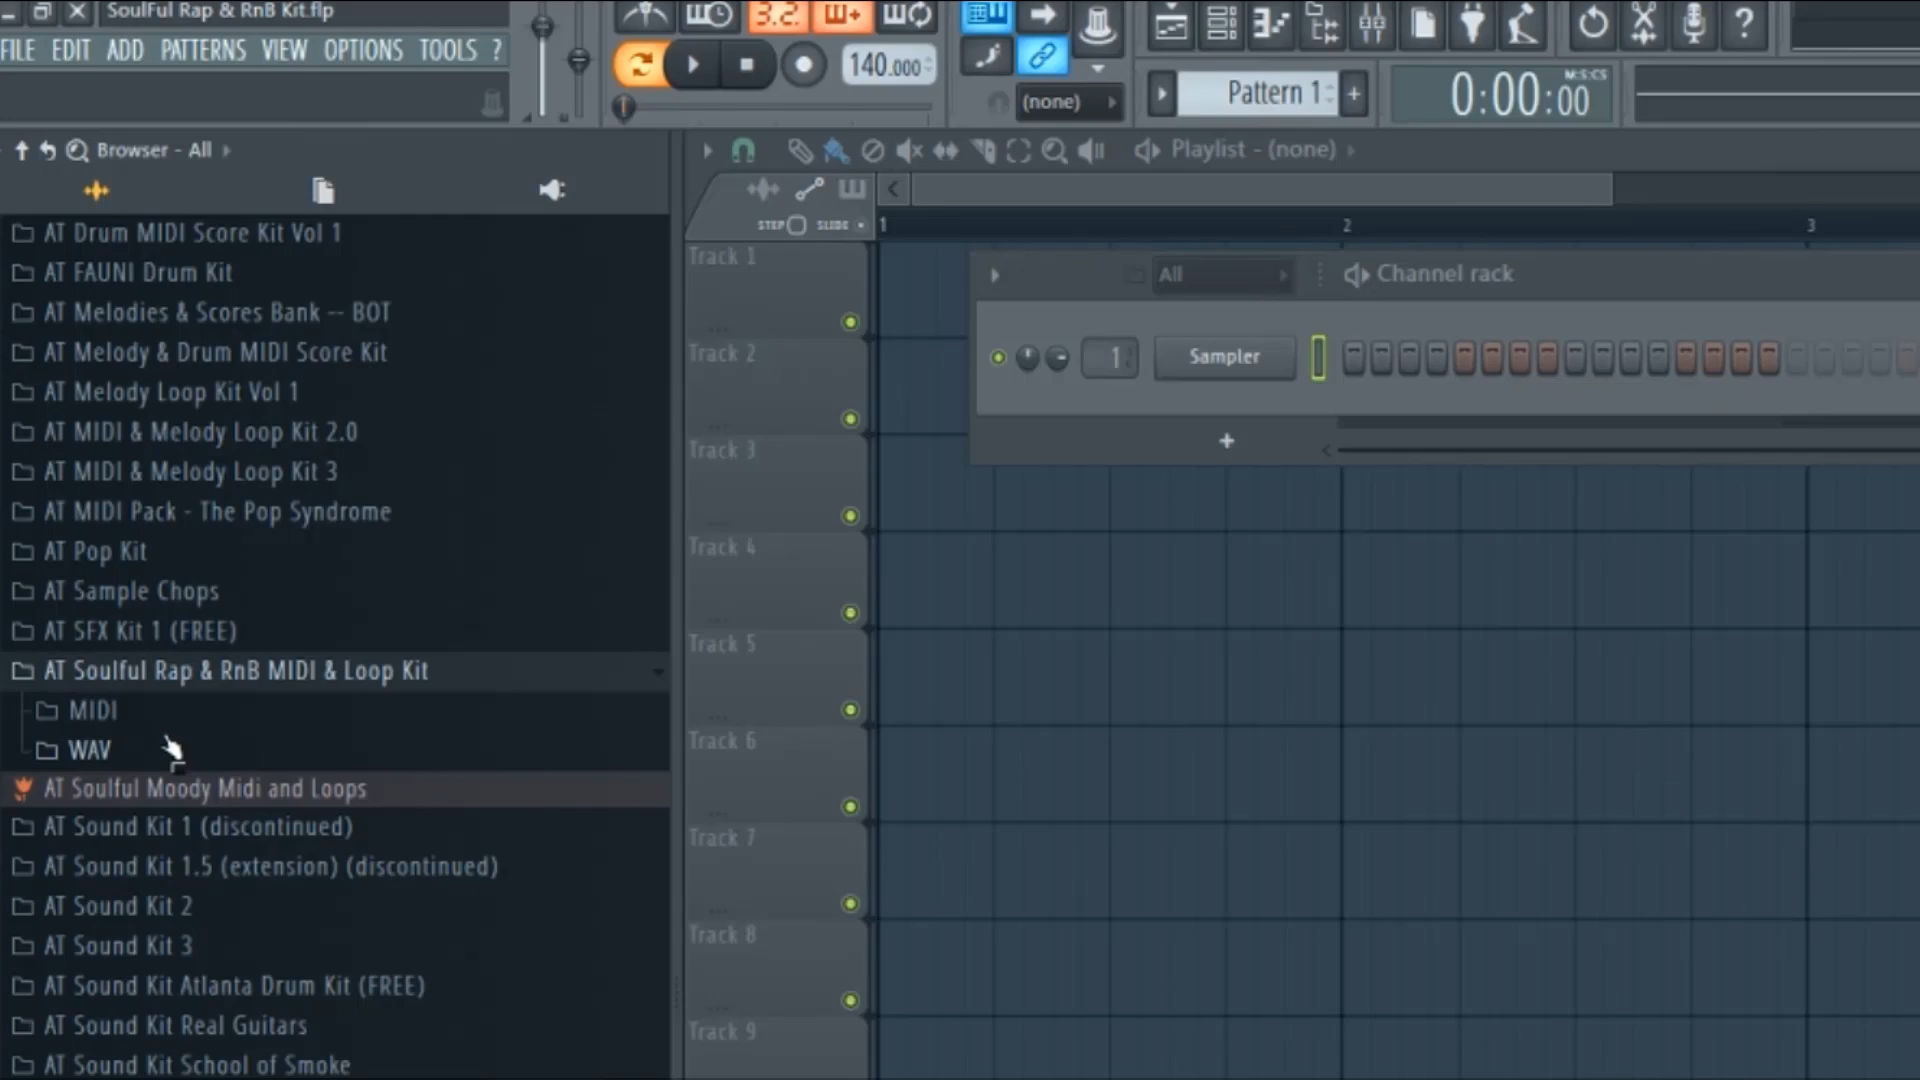 SoulFul Rap & RnB Kit.flp
3.2.
FILE EDIT ADD PATTERNS VIEW OPTIONS TOOLS ?
140.000
(none)
Pattern 1
+
M:S:CS
0:00:00
Browser - All
Playlist - (none)
STEP SLIDE
1 2 3
AT Drum MIDI Score Kit Vol 1
AT FAUNI Drum Kit
AT Melodies & Scores Bank -- BOT
AT Melody & Drum MIDI Score Kit
AT Melody Loop Kit Vol 1
AT MIDI & Melody Loop Kit 2.0
AT MIDI & Melody Loop Kit 3
AT MIDI Pack - The Pop Syndrome
AT Pop Kit
AT Sample Chops
AT SFX Kit 1 (FREE)
AT Soulful Rap & RnB MIDI & Loop Kit
MIDI
WAV
AT Soulful Moody Midi and Loops
AT Sound Kit 1 (discontinued)
AT Sound Kit 1.5 (extension) (discontinued)
AT Sound Kit 2
AT Sound Kit 3
AT Sound Kit Atlanta Drum Kit (FREE)
AT Sound Kit Real Guitars
AT Sound Kit School of Smoke
Track 1
Track 2
Track 3
Track 4
Track 5
Track 6
Track 7
Track 8
Track 9
All
Channel rack
1
Sampler
+